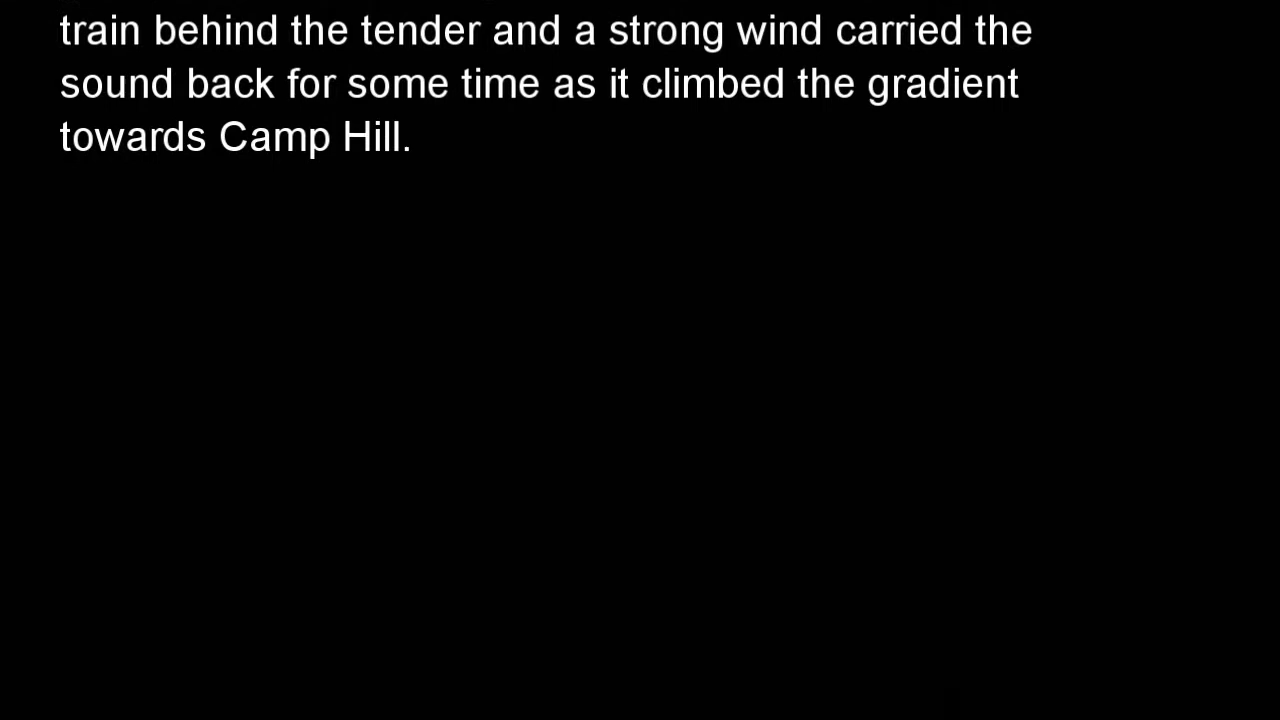 train behind the tender and a strong wind carried the
sound back for some time as it climbed the gradient
towards Camp Hill.